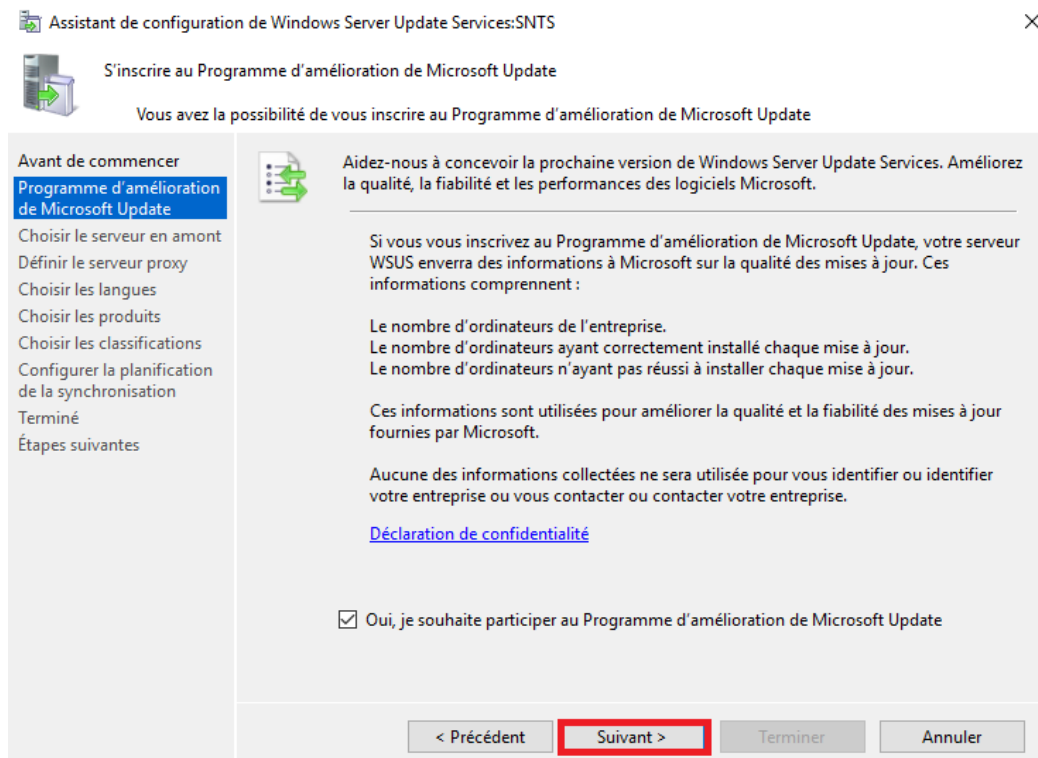 Assistant de configuration de Windows Server Update Services:SNTS
S'inscrire au Programme d'amélioration de Microsoft Update
Vous avez la possibilité de vous inscrire au Programme d'amélioration de Microsoft Update
Avant de commencer
Programme d'amélioration
de Microsoft Update
Choisir le serveur en amont
Définir le serveur proxy
Choisir les langues
Choisir les produits
Choisir les classifications
Configurer la planification
de la synchronisation
Terminé
Étapes suivantes
Aidez-nous à concevoir la prochaine version de Windows Server Update Services. Améliorez
la qualité, la fiabilité et les performances des logiciels Microsoft.
Si vous vous inscrivez au Programme d'amélioration de Microsoft Update, votre serveur
WSUS enverra des informations à Microsoft sur la qualité des mises à jour. Ces
informations comprennent :
Le nombre d'ordinateurs de l'entreprise.
Le nombre d'ordinateurs ayant correctement installé chaque mise à jour.
Le nombre d'ordinateurs n'ayant pas réussi à installer chaque mise à jour.
Ces informations sont utilisées pour améliorer la qualité et la fiabilité des mises à jour
fournies par Microsoft.
Aucune des informations collectées ne sera utilisée pour vous identifier ou identifier
votre entreprise ou vous contacter ou contacter votre entreprise.
Déclaration de confidentialité
Oui, je souhaite participer au Programme d'amélioration de Microsoft Update
< Précédent
Suivant >
Terminer
Annuler